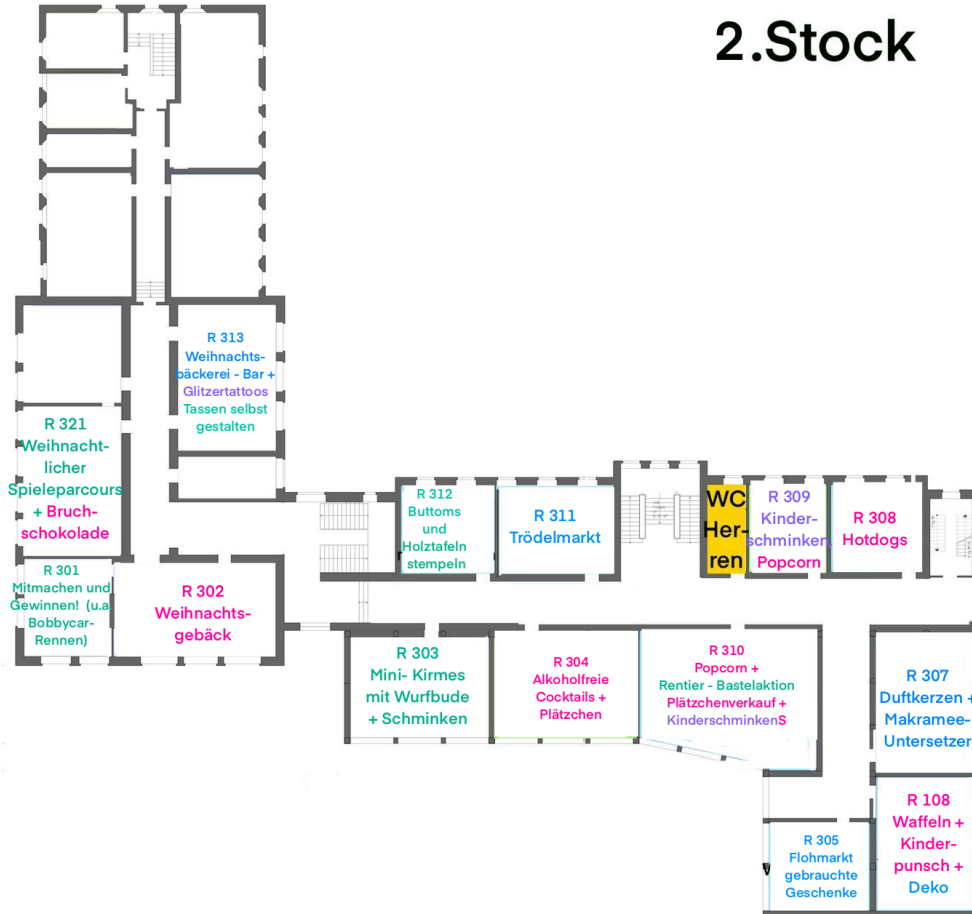 2.Stock
R 313
Weihnachts-
bäckerei - Bar +
Glitzertattoos
Tassen selbst
gestalten
R 321
Weihnacht-
licher
Spieleparcours
+ Bruch-
schokolade
R 301
Mitmachen und
Gewinnen! (u.a.
Bobbycar-
Rennen)
R 302
Weihnachts-
gebäck
R 312
Buttoms
und
Holztafeln
stempeln
R 311
Trödelmarkt
WC
Her-
ren
R 309
Kinder-
schminken,
Popcorn
R 308
Hotdogs
R 303
Mini- Kirmes
mit Wurfbude
+ Schminken
R 304
Alkoholfreie
Cocktails +
Plätzchen
R 310
Popcorn +
Rentier - Bastelaktion
Plätzchenverkauf +
KinderschminkenS
R 307
Duftkerzen +
Makramee-
Untersetzer
R 108
Waffeln +
Kinder-
punsch +
Deko
R 305
Flohmarkt
gebrauchte
Geschenke